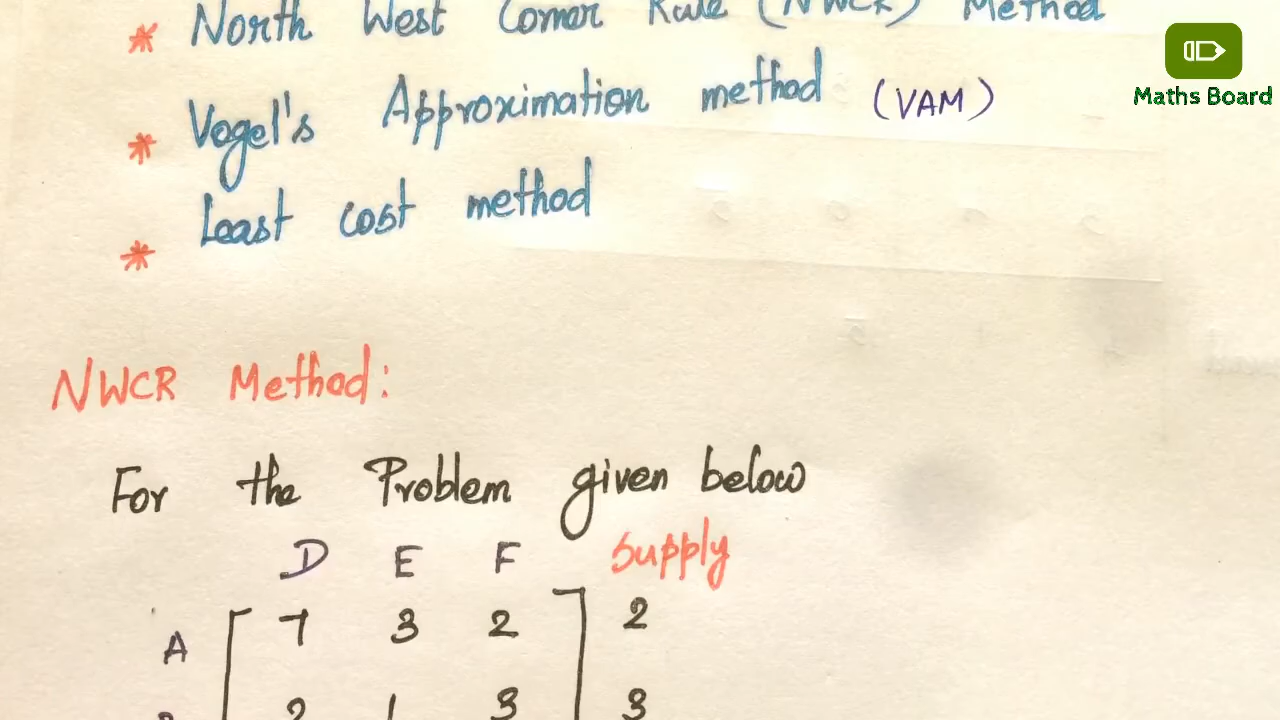 * North West Corner Rule (NWCR) Method
Maths Board
* Vogel's Approximation method (VAM)
* Least cost method
NWCR Method:
For the Problem given below
D E F Supply
A 7 3 2 2
2 1 3 3